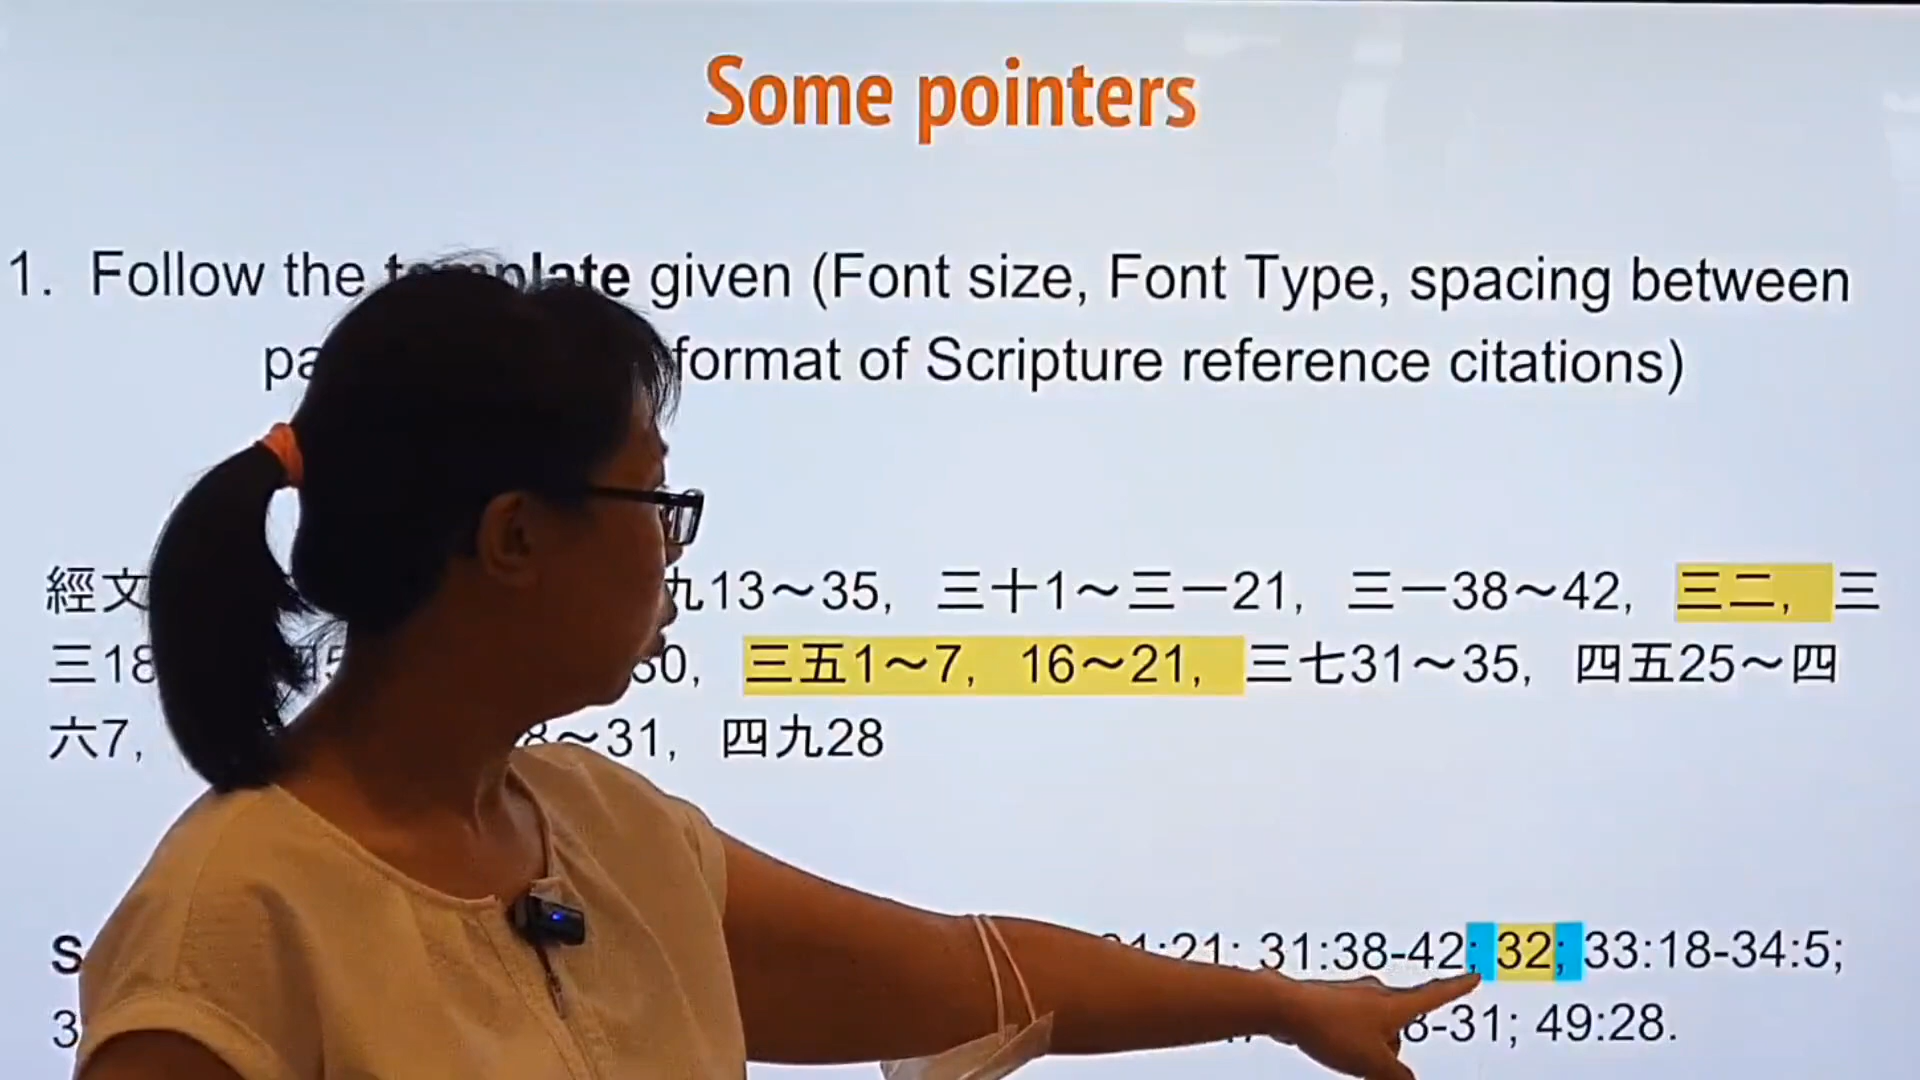 Some pointers
1. Follow the template given (Font size, Font Type, spacing between
format of Scripture reference citations)
經文 九13～35, 三十1～三一21, 三一38～42, 三二, 三
三18 三五1～7, 16～21, 三七31～35, 四五25～四
六7, 8～31, 四九28
31:38-42; 32; 33:18-34:5;
8-31; 49:28.